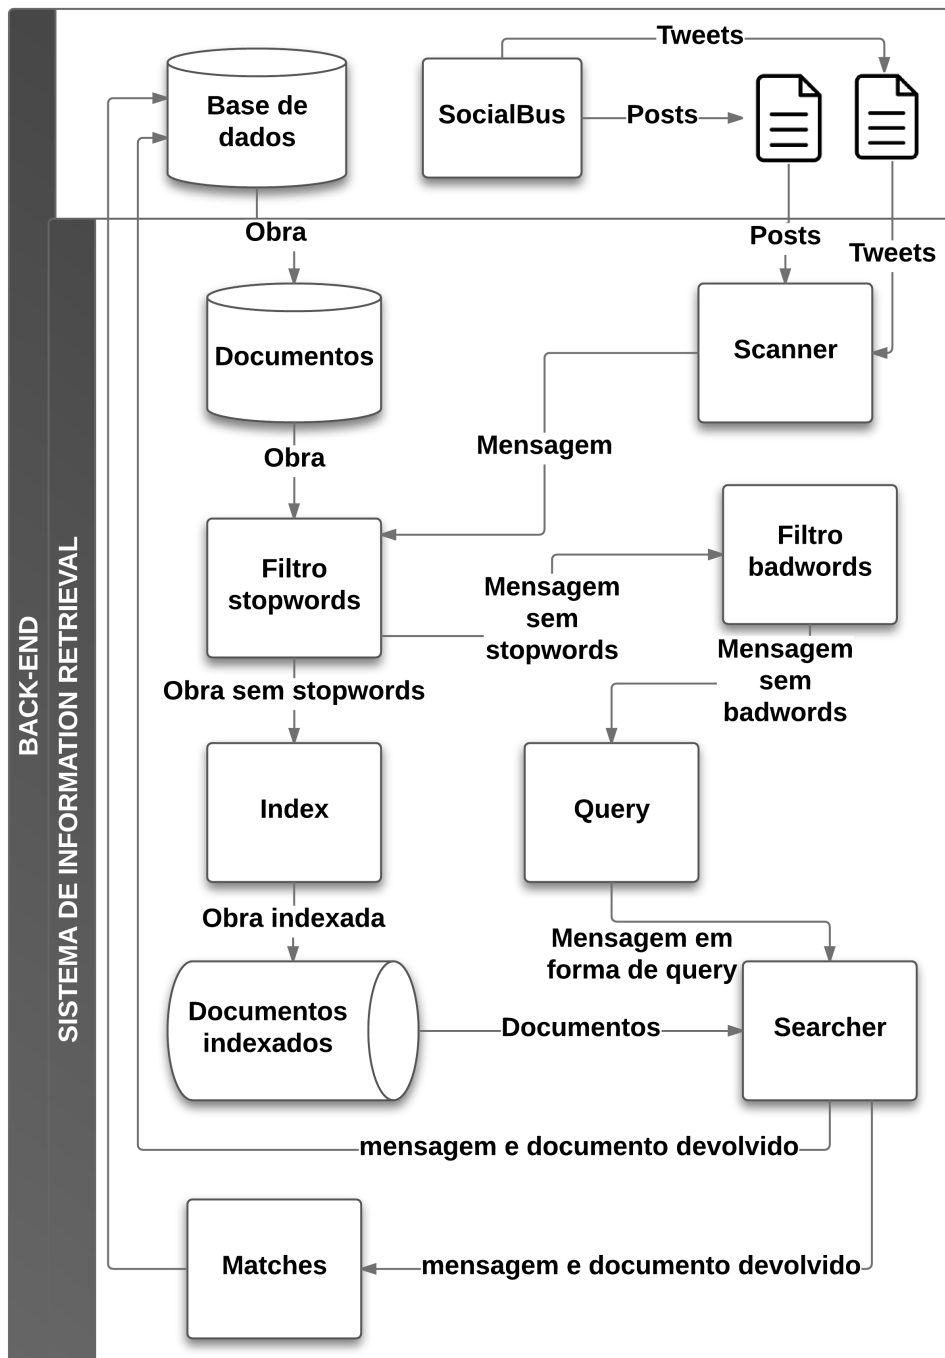 Tweets
Base de
dados
SocialBus
Posts
Obra
Posts
Tweets
Documentos
Scanner
Mensagem
Obra
Filtro
badwords
Filtro
stopwords
Mensagem
sem
stopwords
Mensagem
sem
badwords
Obra sem stopwords
Index
Query
Obra indexada
Mensagem em
forma de query
Documentos
indexados
Documentos
Searcher
mensagem e documento devolvido
Matches
mensagem e documento devolvido
BACK-END
SISTEMA DE INFORMATION RETRIEVAL